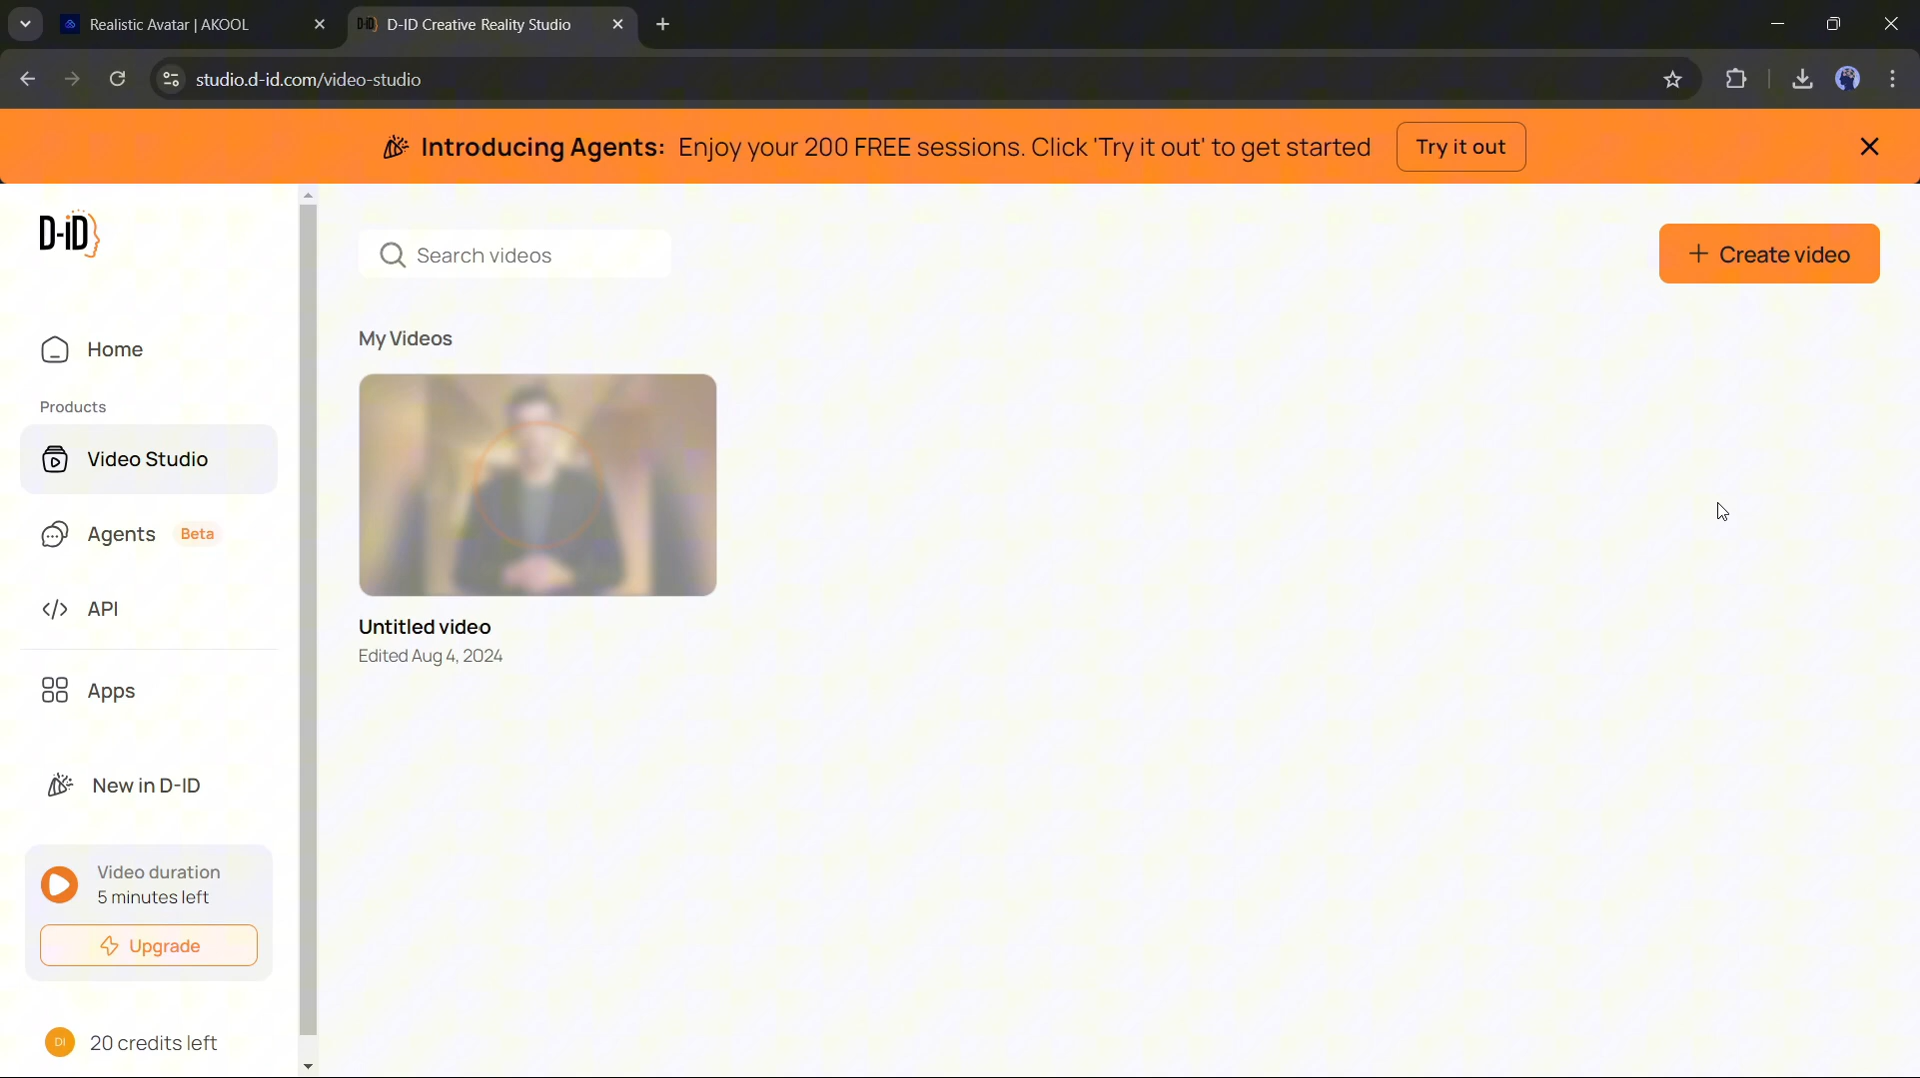 Realistic Avatar | AKOOL
D-ID Creative Reality Studio
studio.d-id.com/video-studio
Introducing Agents: Enjoy your 200 FREE sessions. Click 'Try it out' to get started
Try it out
D-iD
Search videos
+ Create video
Home
My Videos
Products
Video Studio
Agents Beta
</> API
Untitled video
Edited Aug 4, 2024
Apps
New in D-ID
Video duration
5 minutes left
Upgrade
DI 20 credits left